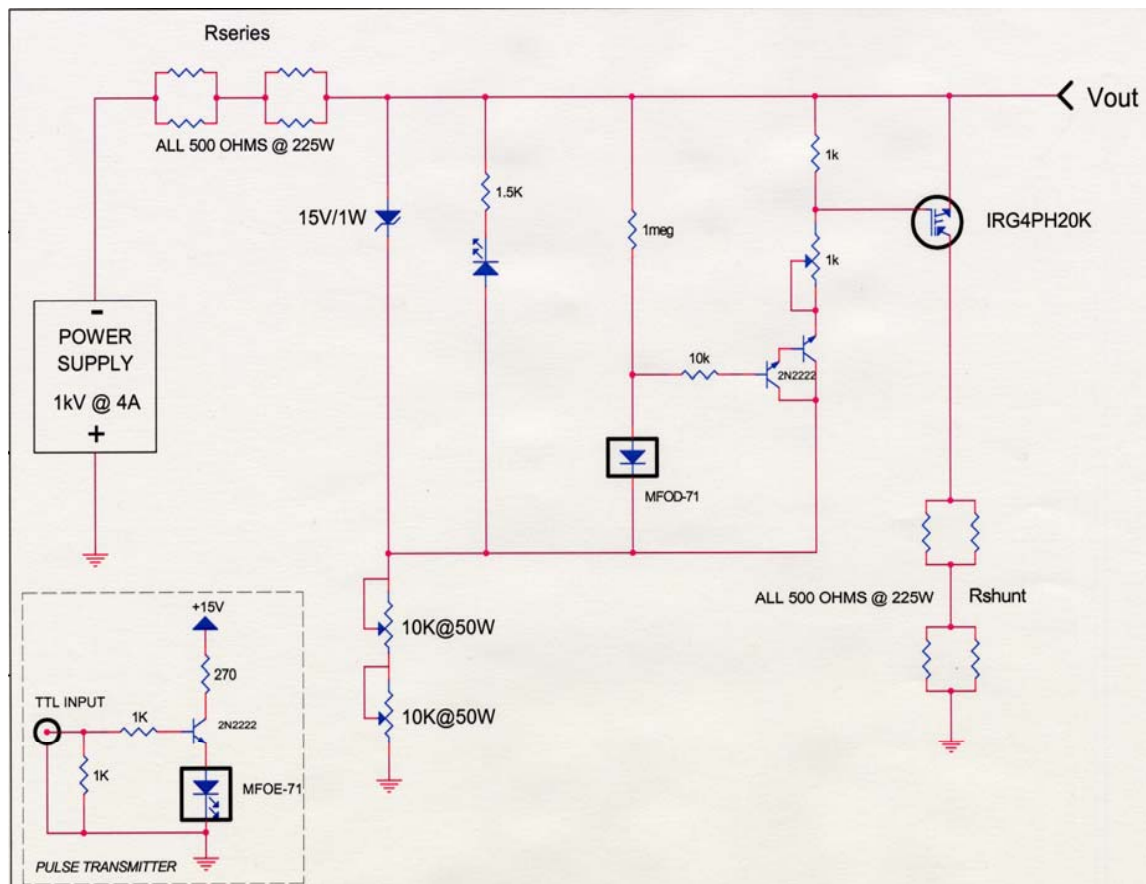 Rseries
ALL 500 OHMS @ 225W
Vout
1k
1.5K
15V/1W
1meg
IRG4PH20K
1k
-
POWER
SUPPLY
1kV @ 4A
+
10k
2N2222
MFOD-71
ALL 500 OHMS @ 225W
Rshunt
+15V
10K@50W
270
TTL INPUT
1K
2N2222
10K@50W
1K
MFOE-71
PULSE TRANSMITTER